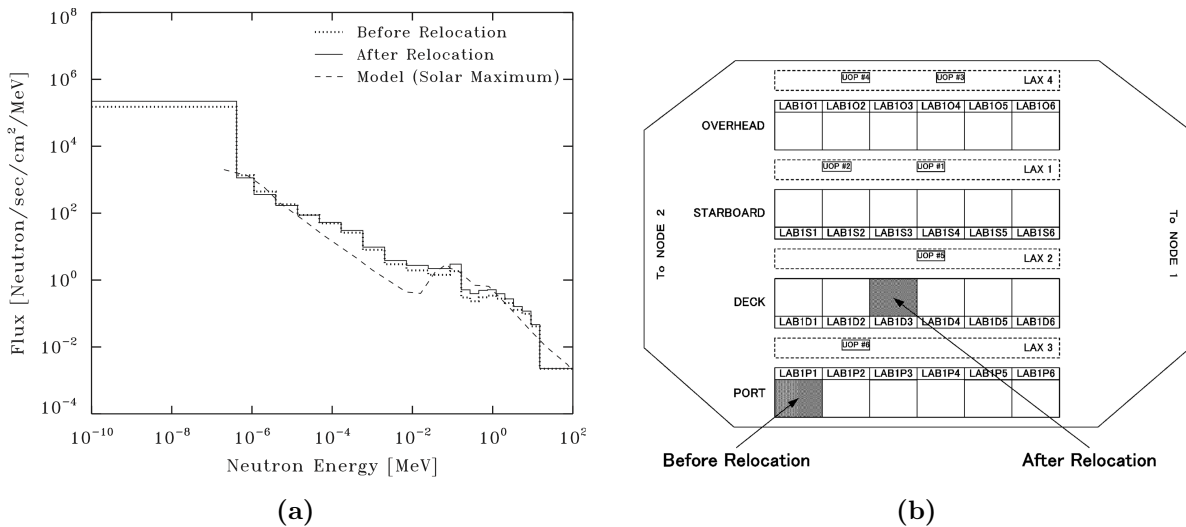 10^8
10^6
10^4
10^2
10^0
10^−2
10^−4
Flux [Neutron/sec/cm^2/MeV]
Before Relocation
After Relocation
Model (Solar Maximum)
10^−10 10^−8 10^−6 10^−4 10^−2 10^0 10^2
Neutron Energy [MeV]
(a)
UOP #4 UOP #3 LAX 4
LAB1O1 LAB1O2 LAB1O3 LAB1O4 LAB1O5 LAB1O6
OVERHEAD
UOP #2 UOP #1 LAX 1
STARBOARD
LAB1S1 LAB1S2 LAB1S3 LAB1S4 LAB1S5 LAB1S6
To NODE 2
To NODE 1
UOP #5 LAX 2
DECK
LAB1D1 LAB1D2 LAB1D3 LAB1D4 LAB1D5 LAB1D6
UOP #6 LAX 3
LAB1P1 LAB1P2 LAB1P3 LAB1P4 LAB1P5 LAB1P6
PORT
Before Relocation After Relocation
(b)